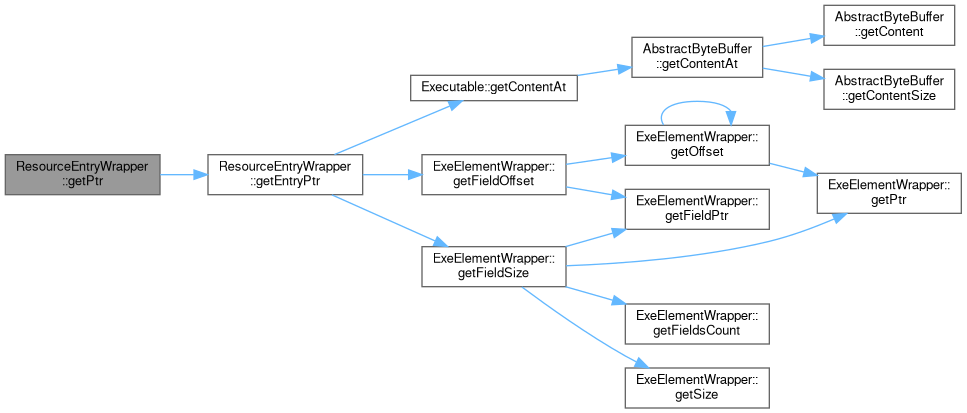 ResourceEntryWrapper
::getPtr
ResourceEntryWrapper
::getEntryPtr
Executable::getContentAt
AbstractByteBuffer
::getContentAt
AbstractByteBuffer
::getContent
AbstractByteBuffer
::getContentSize
ExeElementWrapper::
getFieldOffset
ExeElementWrapper::
getOffset
ExeElementWrapper::
getFieldPtr
ExeElementWrapper::
getPtr
ExeElementWrapper::
getFieldSize
ExeElementWrapper::
getFieldsCount
ExeElementWrapper::
getSize